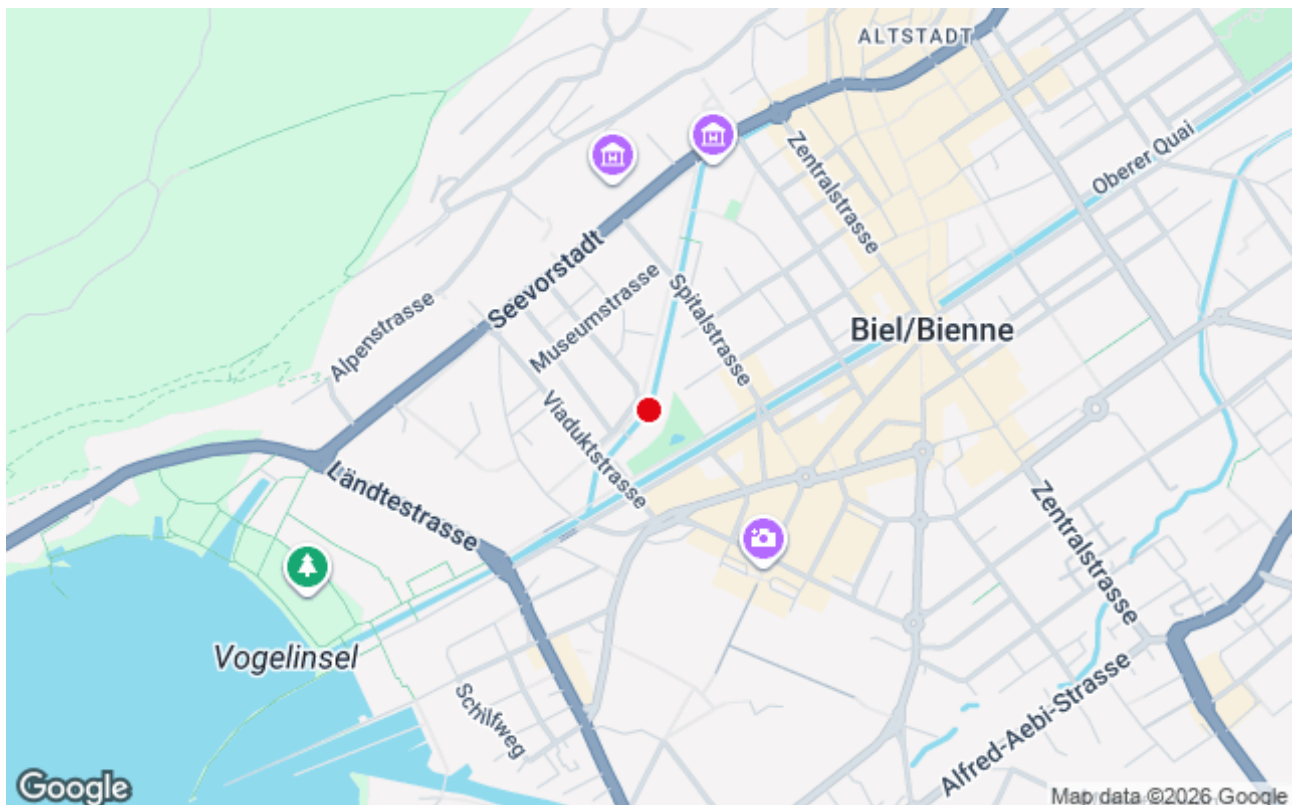 ALTSTADT
Oberer Quai
Zentralstrasse
Seevorstadt
Museumstrasse
Spitalstrasse
Alpenstrasse
Biel/Bienne
Viaduktstrasse
Ländtestrasse
Zentralstrasse
Vogelinsel
Schilfweg
Alfred-Aebi-Strasse
Google
Map data ©2026 Google